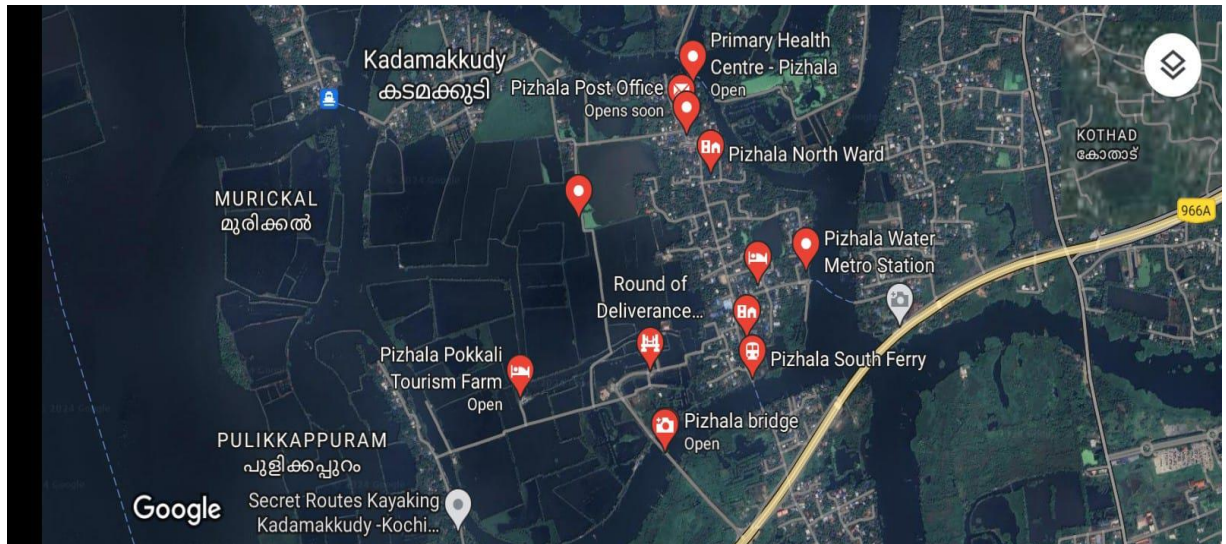 Kadamakkudy
കടമക്കുടി
Primary Health
Centre - Pizhala
Open
Pizhala Post Office
Opens soon
Pizhala North Ward
KOTHAD
കോതാട്
966A
MURICKAL
മുരിക്കൽ
Pizhala Water
Metro Station
Round of
Deliverance...
Pizhala South Ferry
Pizhala Pokkali
Tourism Farm
Open
Pizhala bridge
Open
PULIKKAPPURAM
പുളിക്കപ്പുറം
Google
Secret Routes Kayaking
Kadamakkudy -Kochi...